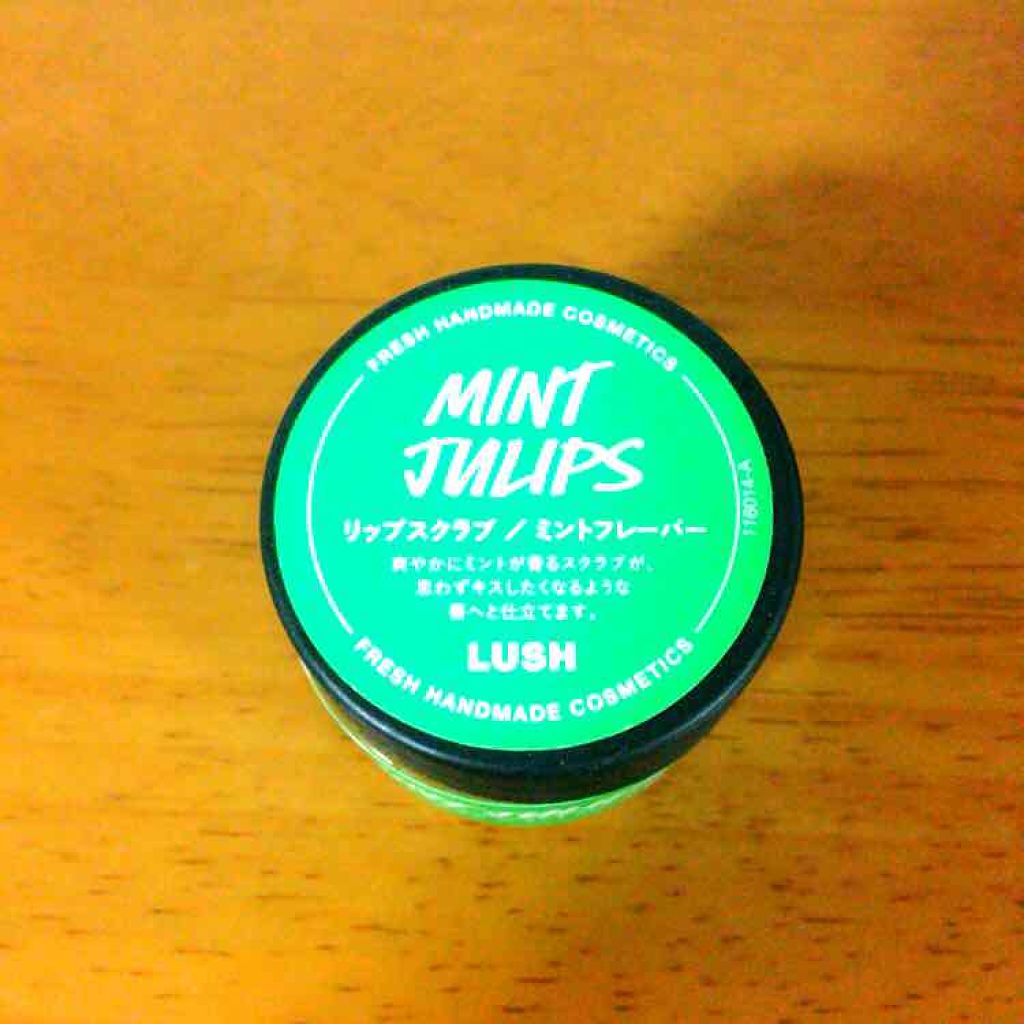 FRESH HANDMADE COSMETICS
MINT
JULIPS
リップスクラブ / ミントフレーバー
爽やかにミントが香るスクラブが、
思わずキスしたくなるような
唇へと仕立てます。
LUSH
FRESH HANDMADE COSMETICS
116014-A